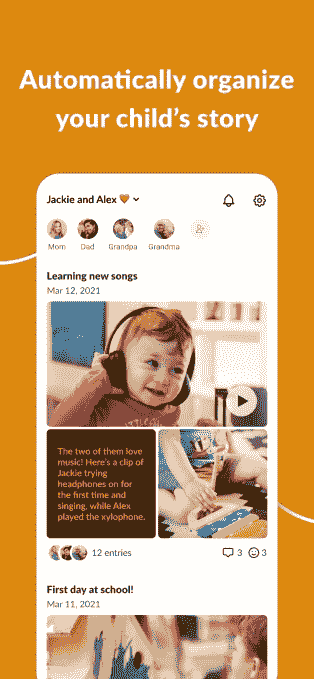 Automatically organize
your child's story
Jackie and Alex 🤎
Mom Dad Grandpa Grandma
Learning new songs
Mar 12, 2021
The two of them love
music! Here's a clip of
Jackie trying
headphones on for
the first time and
singing, while Alex
played the xylophone.
12 entries 3 3
First day at school!
Mar 11, 2021